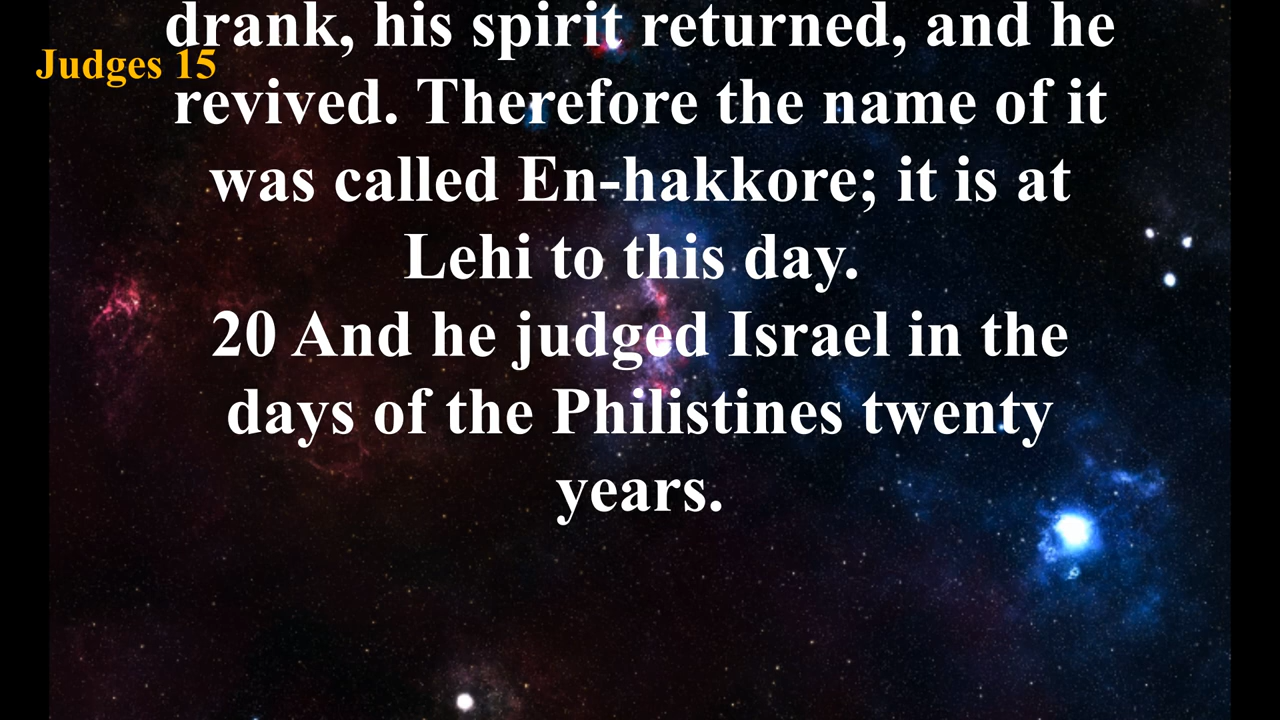 drank, his spirit returned, and he
Judges 15
revived. Therefore the name of it
was called En-hakkore; it is at
Lehi to this day.
20 And he judged Israel in the
days of the Philistines twenty
years.